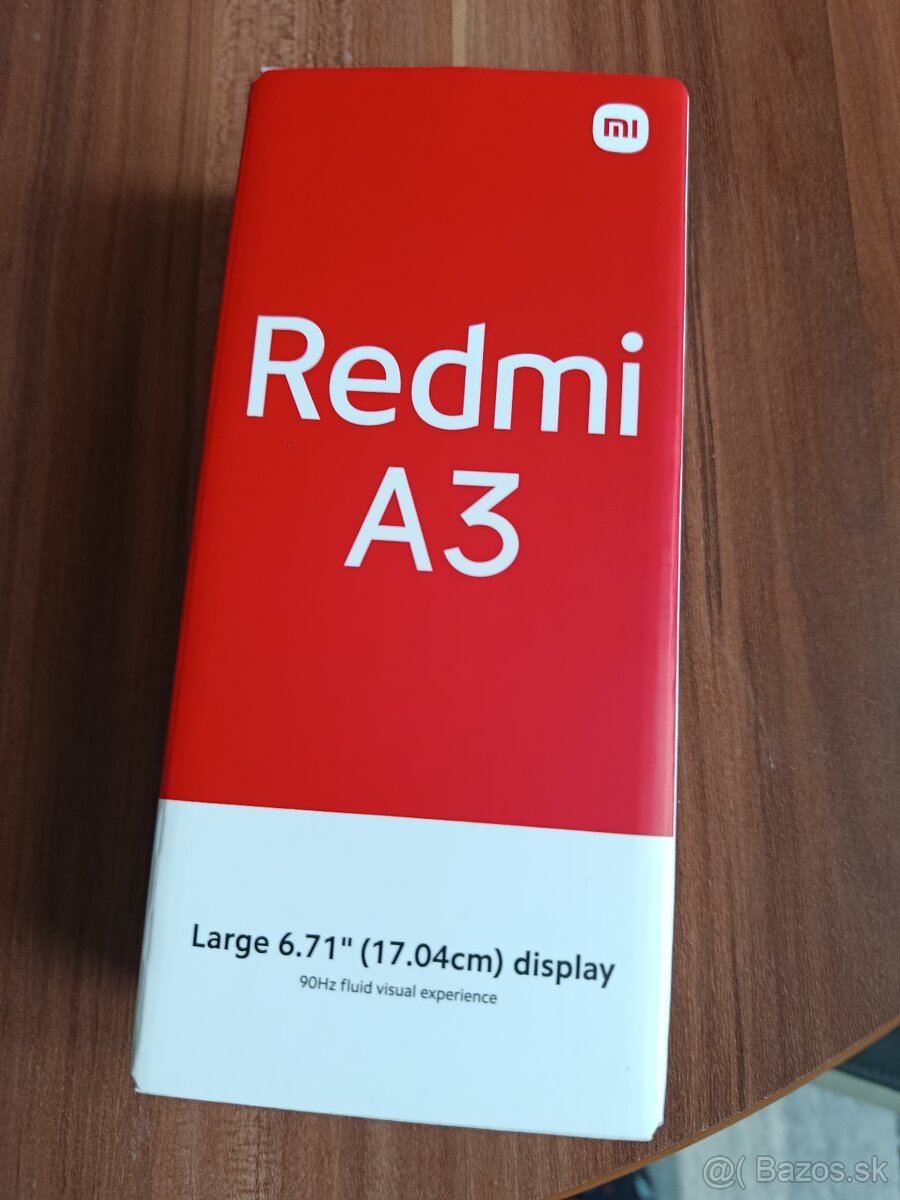 mi
Redmi
A3
Large 6.71" (17.04cm) display
90Hz fluid visual experience
@( Bazos.sk